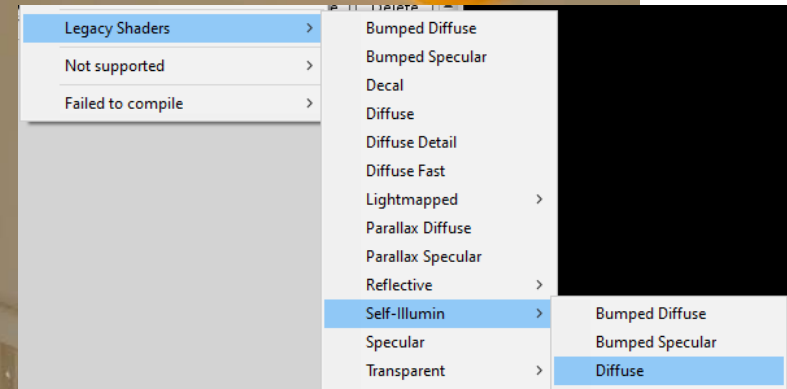 Delete
Legacy Shaders
Not supported
Failed to compile
Bumped Diffuse
Bumped Specular
Decal
Diffuse
Diffuse Detail
Diffuse Fast
Lightmapped
Parallax Diffuse
Parallax Specular
Reflective
Self-Illumin
Specular
Transparent
Bumped Diffuse
Bumped Specular
Diffuse